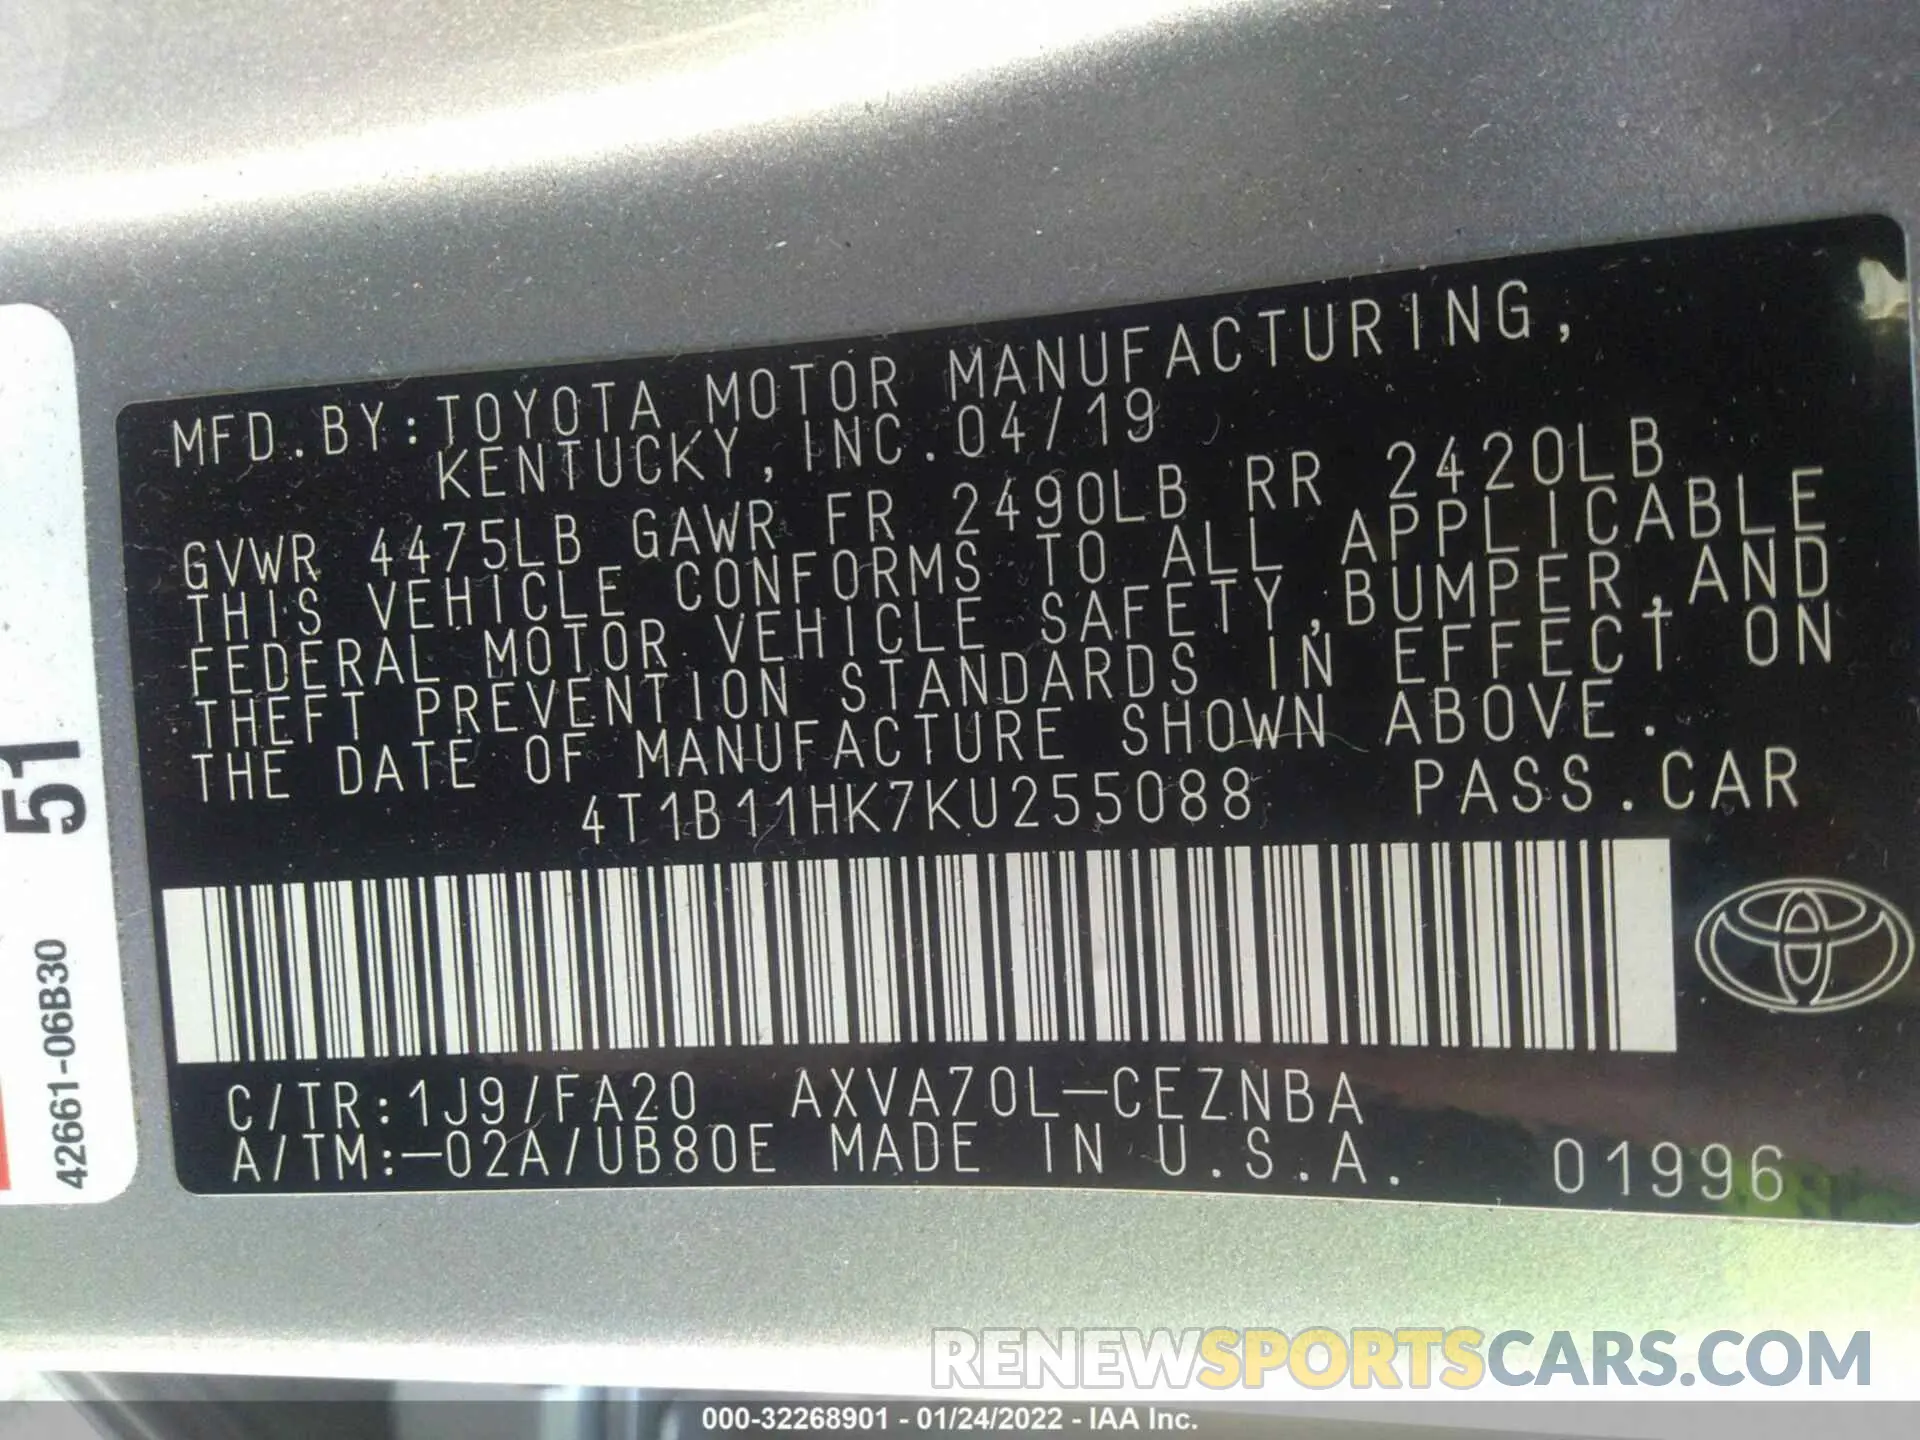 MFD.BY:TOYOTA MOTOR MANUFACTURING,
KENTUCKY,INC.04/19
GVWR 4475LB GAWR FR 2490LB RR 2420LB
THIS VEHICLE CONFORMS TO ALL APPLICABLE
FEDERAL MOTOR VEHICLE SAFETY,BUMPER,AND
THEFT PREVENTION STANDARDS IN EFFECT ON
THE DATE OF MANUFACTURE SHOWN ABOVE.
4T1B11HK7KU255088 PASS.CAR
C/TR:1J9/FA20 AXVA70L-CEZNBA
A/TM:-02A/UB80E MADE IN U.S.A.
01996
51
42661-06B30
RENEWSPORTSCARS.COM
000-32268901 - 01/24/2022 - IAA Inc.